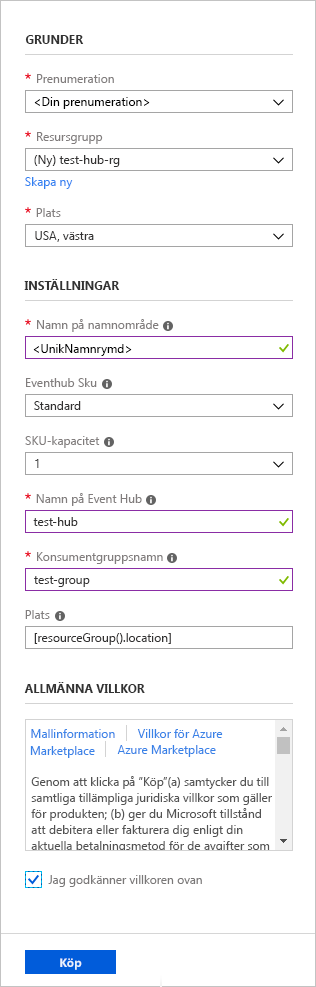 GRUNDER
* Prenumeration
<Din prenumeration>
* Resursgrupp
(Ny) test-hub-rg
Skapa ny
* Plats
USA, västra
INSTÄLLNINGAR
* Namn på namnområde
<UnikNamnrymd>
Eventhub Sku
Standard
SKU-kapacitet
1
* Namn på Event Hub
test-hub
* Konsumentgruppsnamn
test-group
Plats
[resourceGroup().location]
ALLMÄNNA VILLKOR
Mallinformation | Villkor för Azure
Marketplace | Azure Marketplace
Genom att klicka på ”Köp”(a) samtycker du till
samtliga tillämpliga juridiska villkor som gäller
för produkten; (b) ger du Microsoft tillstånd
att debitera eller fakturera dig enligt din
aktuella betalningsmetod för de avgifter som
Jag godkänner villkoren ovan
Köp